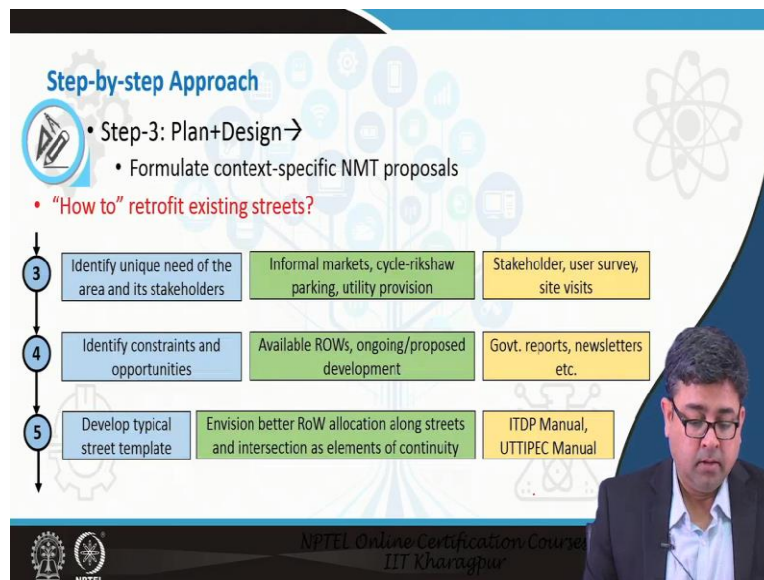 Step-by-step Approach
• Step-3: Plan+Design→
• Formulate context-specific NMT proposals
• "How to" retrofit existing streets?
3
Identify unique need of the
area and its stakeholders
Informal markets, cycle-rikshaw
parking, utility provision
Stakeholder, user survey,
site visits
4
Identify constraints and
opportunities
Available ROWs, ongoing/proposed
development
Govt. reports, newsletters
etc.
5
Develop typical
street template
Envision better RoW allocation along streets
and intersection as elements of continuity
ITDP Manual,
UTTIPEC Manual
NPTEL Online Certification Courses
IIT Kharagpur
NPTEL